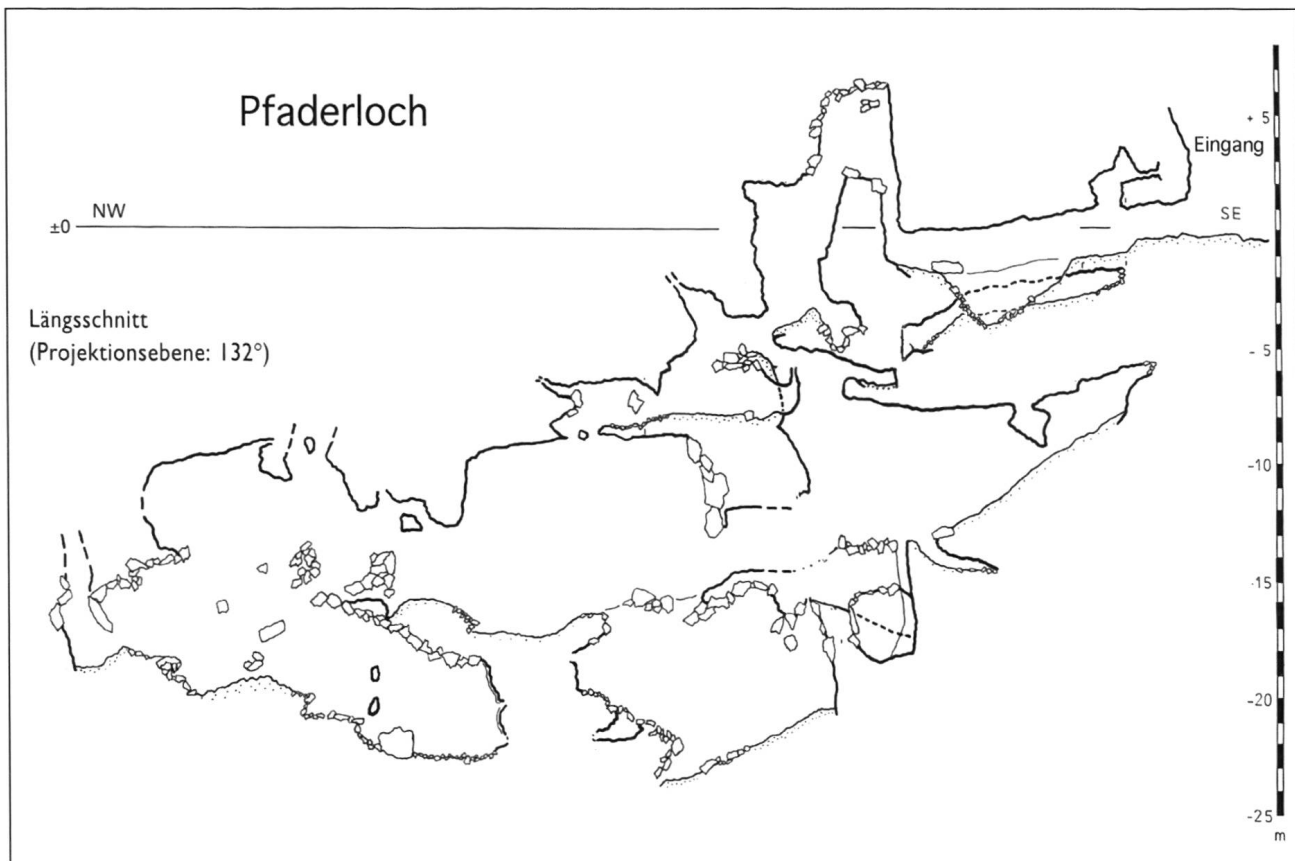 Pfaderloch
+ 5
Eingang
NW
SE
±0
Längsschnitt
(Projektionsebene: 132°)
- 5
-10
-15
-20
-25
m